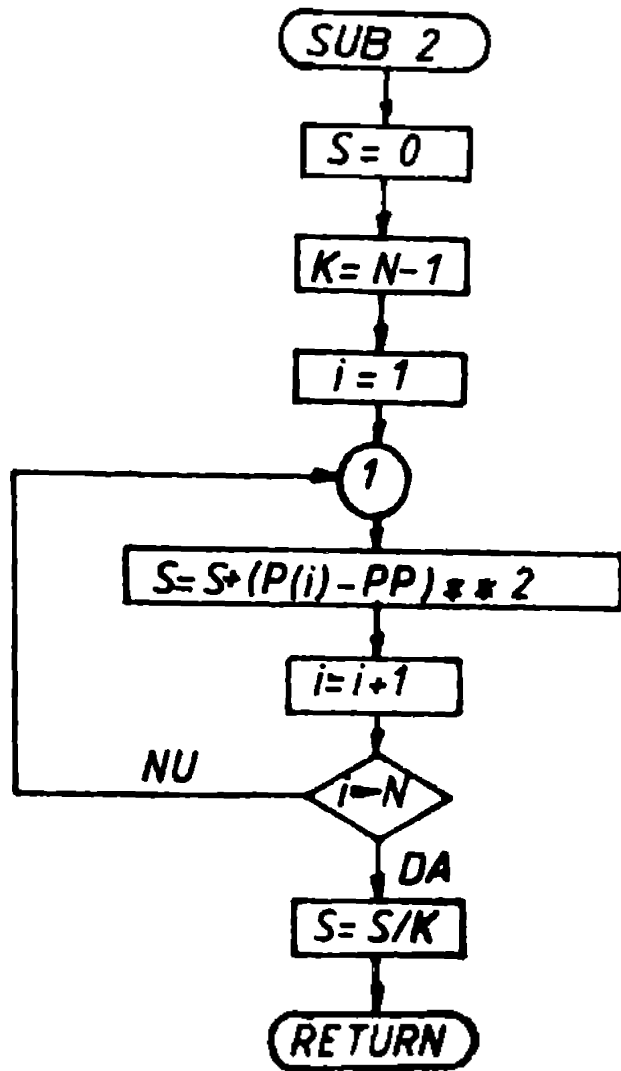 SUB 2
S = 0
K = N-1
i = 1
1
S = S+(P(i)-PP) ** 2
i = i+1
NU
DA
S = S/K
RETURN